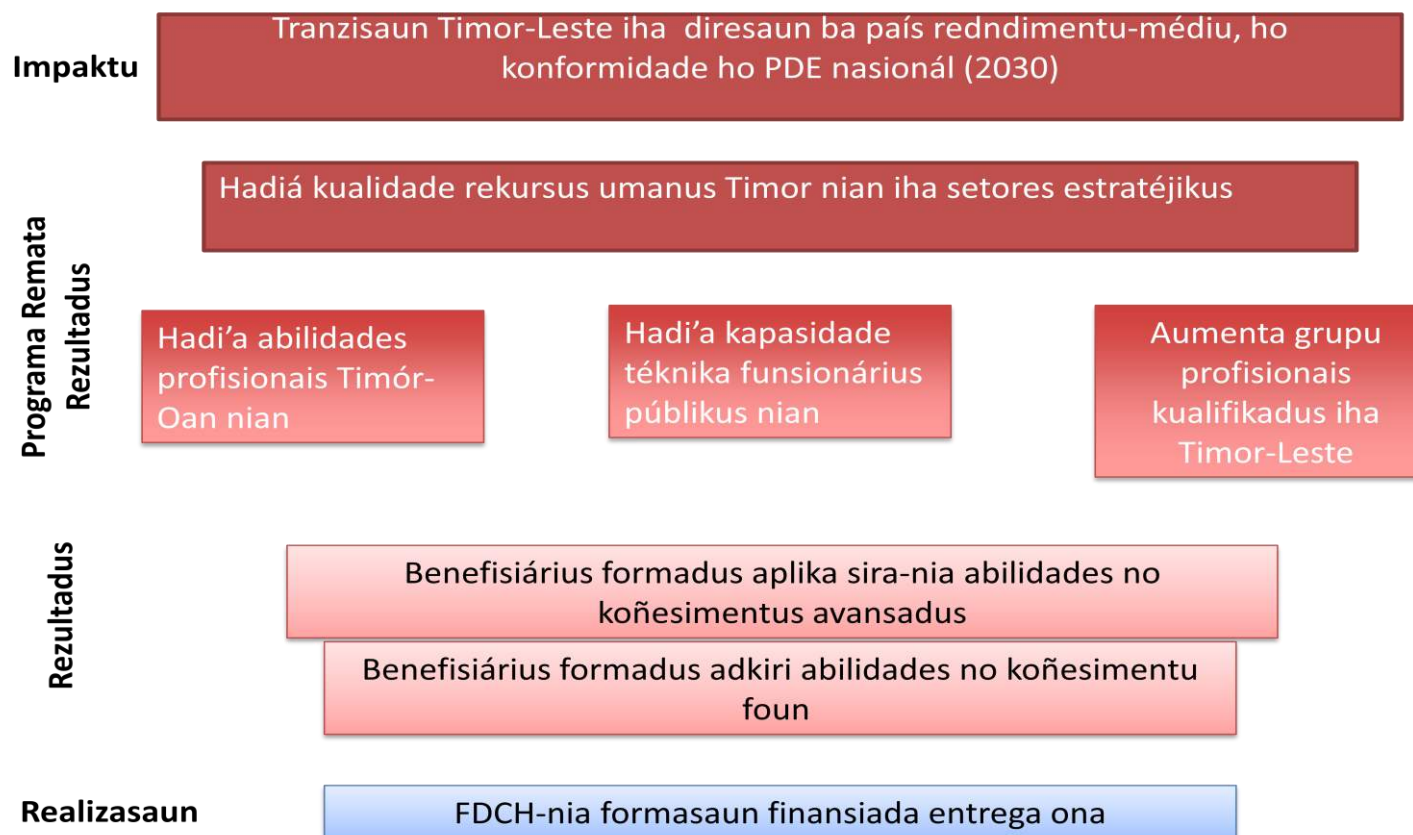 Impaktu
Tranzisaun Timor-Leste iha diresaun ba país redndimentu-médiu, ho
konformidade ho PDE nasionál (2030)
Programa Remata
Rezultadus
Hadiá kualidade rekursus umanus Timor nian iha setores estratéjikus
Hadi’a abilidades
profisionais Timór-
Oan nian
Hadi’a kapasidade
téknika funsionárius
públikus nian
Aumenta grupu
profisionais
kualifikadus iha
Timor-Leste
Rezultadus
Benefisiárius formadus aplika sira-nia abilidades no
koñesimentus avansadus
Benefisiárius formadus adkiri abilidades no koñesimentu
foun
Realizasaun
FDCH-nia formasaun finansiada entrega ona